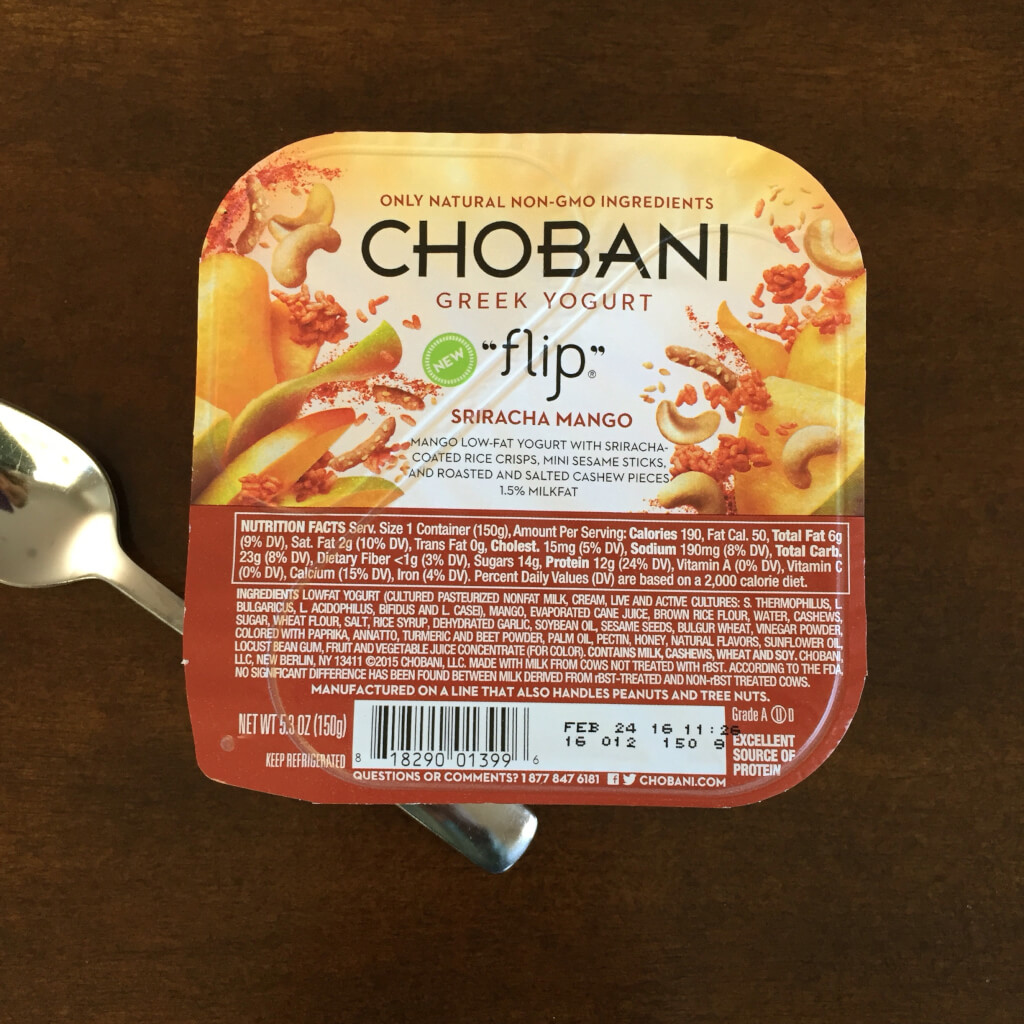 ONLY NATURAL NON-GMO INGREDIENTS
CHOBANI
GREEK YOGURT
NEW
"flip"®
SRIRACHA MANGO
MANGO LOW-FAT YOGURT WITH SRIRACHA-
COATED RICE CRISPS, MINI SESAME STICKS,
AND ROASTED AND SALTED CASHEW PIECES
1.5% MILKFAT
NUTRITION FACTS Serv. Size 1 Container (150g), Amount Per Serving: Calories 190, Fat Cal. 50, Total Fat 6g
(9% DV), Sat. Fat 2g (10% DV), Trans Fat 0g, Cholest. 15mg (5% DV), Sodium 190mg (8% DV), Total Carb.
23g (8% DV), Dietary Fiber <1g (3% DV), Sugars 14g, Protein 12g (24% DV), Vitamin A (0% DV), Vitamin C
(0% DV), Calcium (15% DV), Iron (4% DV). Percent Daily Values (DV) are based on a 2,000 calorie diet.
INGREDIENTS LOWFAT YOGURT (CULTURED PASTEURIZED NONFAT MILK, CREAM, LIVE AND ACTIVE CULTURES: S. THERMOPHILUS, L.
BULGARICUS, L. ACIDOPHILUS, BIFIDUS AND L. CASEI), MANGO, EVAPORATED CANE JUICE, BROWN RICE FLOUR, WATER, CASHEWS,
SUGAR, WHEAT FLOUR, SALT, RICE SYRUP, DEHYDRATED GARLIC, SOYBEAN OIL, SESAME SEEDS, BULGUR WHEAT, VINEGAR POWDER,
COLORED WITH PAPRIKA, ANNATTO, TURMERIC AND BEET POWDER, PALM OIL, PECTIN, HONEY, NATURAL FLAVORS, SUNFLOWER OIL,
LOCUST BEAN GUM, FRUIT AND VEGETABLE JUICE CONCENTRATE (FOR COLOR). CONTAINS MILK, CASHEWS, WHEAT AND SOY. CHOBANI,
LLC, NEW BERLIN, NY 13411 ©2015 CHOBANI, LLC. MADE WITH MILK FROM COWS NOT TREATED WITH rBST. ACCORDING TO THE FDA,
NO SIGNIFICANT DIFFERENCE HAS BEEN FOUND BETWEEN MILK DERIVED FROM rBST-TREATED AND NON-rBST TREATED COWS.
MANUFACTURED ON A LINE THAT ALSO HANDLES PEANUTS AND TREE NUTS.
NET WT 5.3 OZ (150g)
KEEP REFRIGERATED
8 18290 01399 6
FEB 24 16 11:26
16 012 150 9
Grade A Ⓤ D
EXCELLENT
SOURCE OF
PROTEIN
QUESTIONS OR COMMENTS? 1 877 847 6181 CHOBANI.COM